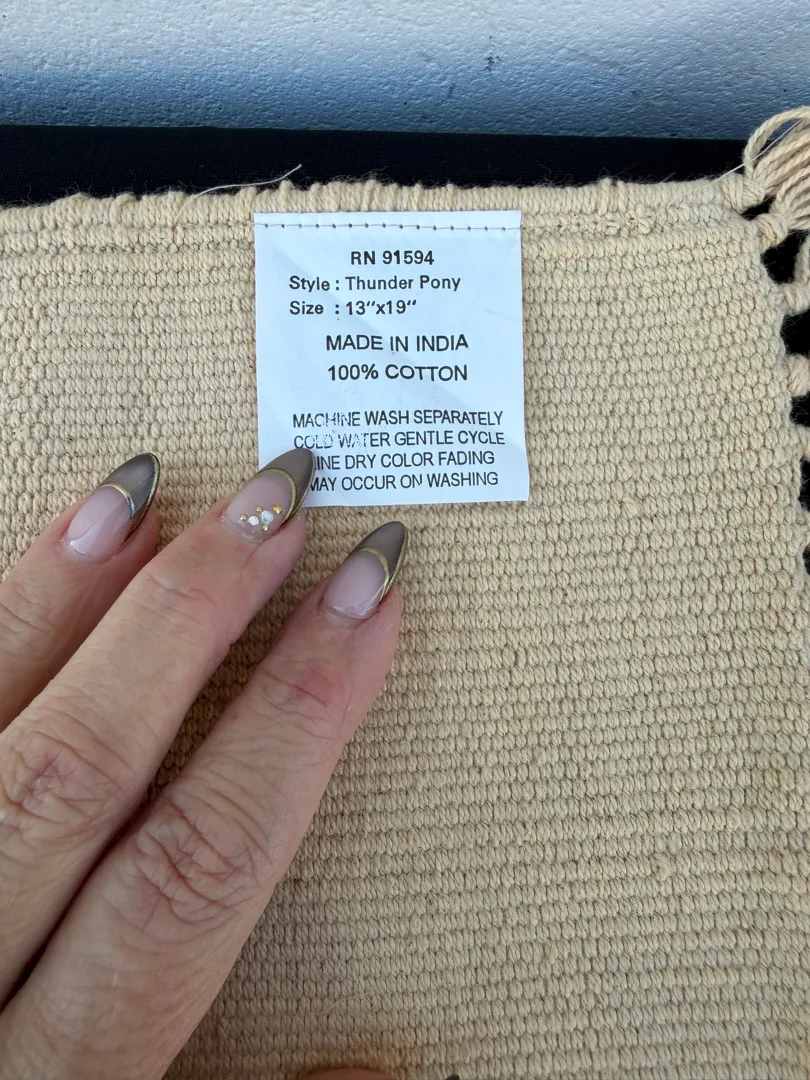 RN 91594
Style : Thunder Pony
Size : 13“x19“
MADE IN INDIA
100% COTTON
MACHINE WASH SEPARATELY
COLD WATER GENTLE CYCLE
INE DRY COLOR FADING
MAY OCCUR ON WASHING